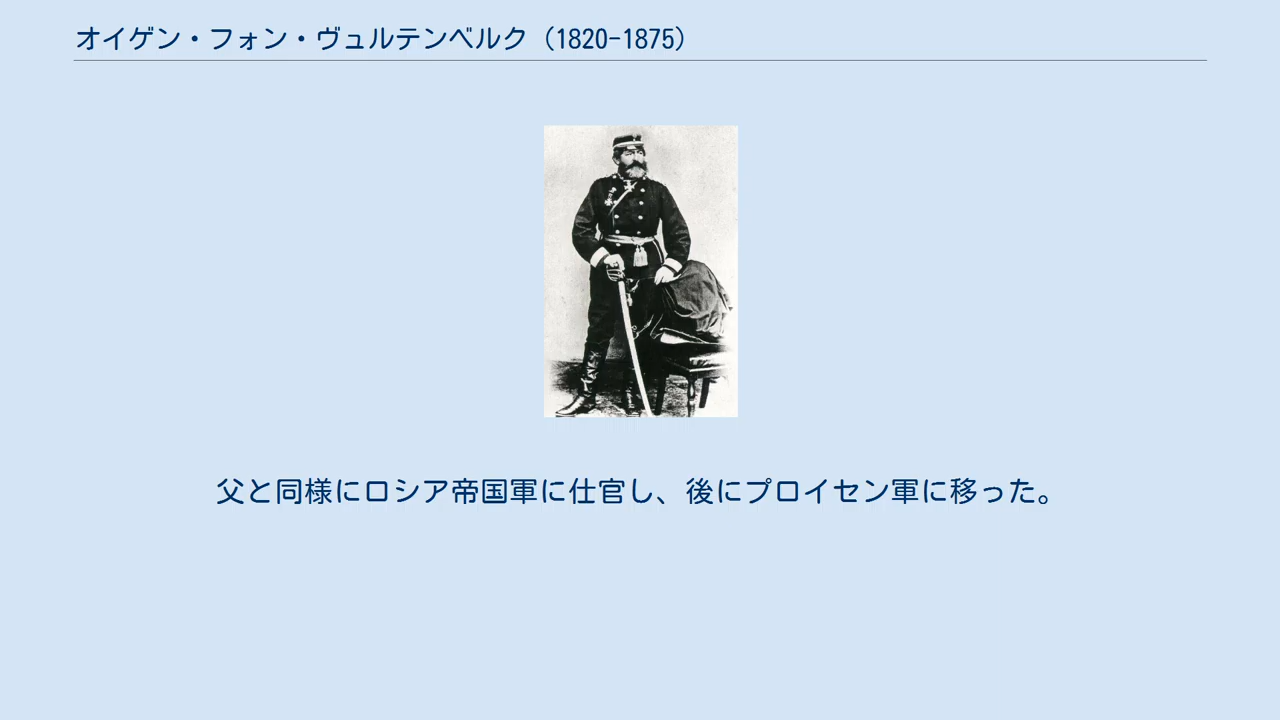 オイゲン・フォン・ヴュルテンベルク（1820-1875）
父と同様にロシア帝国軍に仕官し、後にプロイセン軍に移った。